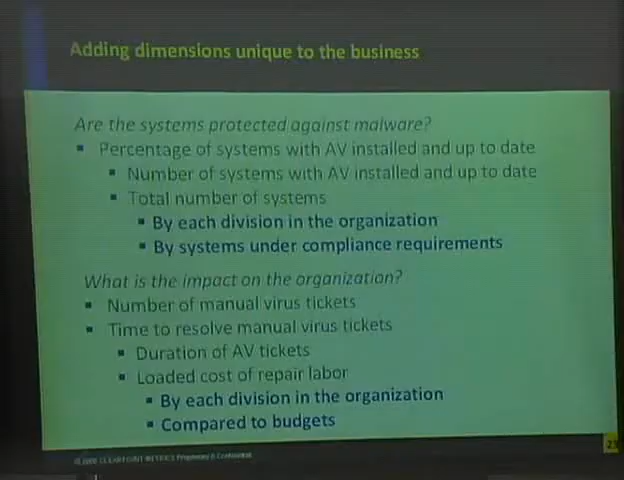 Adding dimensions unique to the business
Are the systems protected against malware?
▪ Percentage of systems with AV installed and up to date
▪ Number of systems with AV installed and up to date
▪ Total number of systems
▪ By each division in the organization
▪ By systems under compliance requirements
What is the impact on the organization?
▪ Number of manual virus tickets
▪ Time to resolve manual virus tickets
▪ Duration of AV tickets
▪ Loaded cost of repair labor
▪ By each division in the organization
▪ Compared to budgets
CLEARPOINT METRICS Proprietary & Confidential